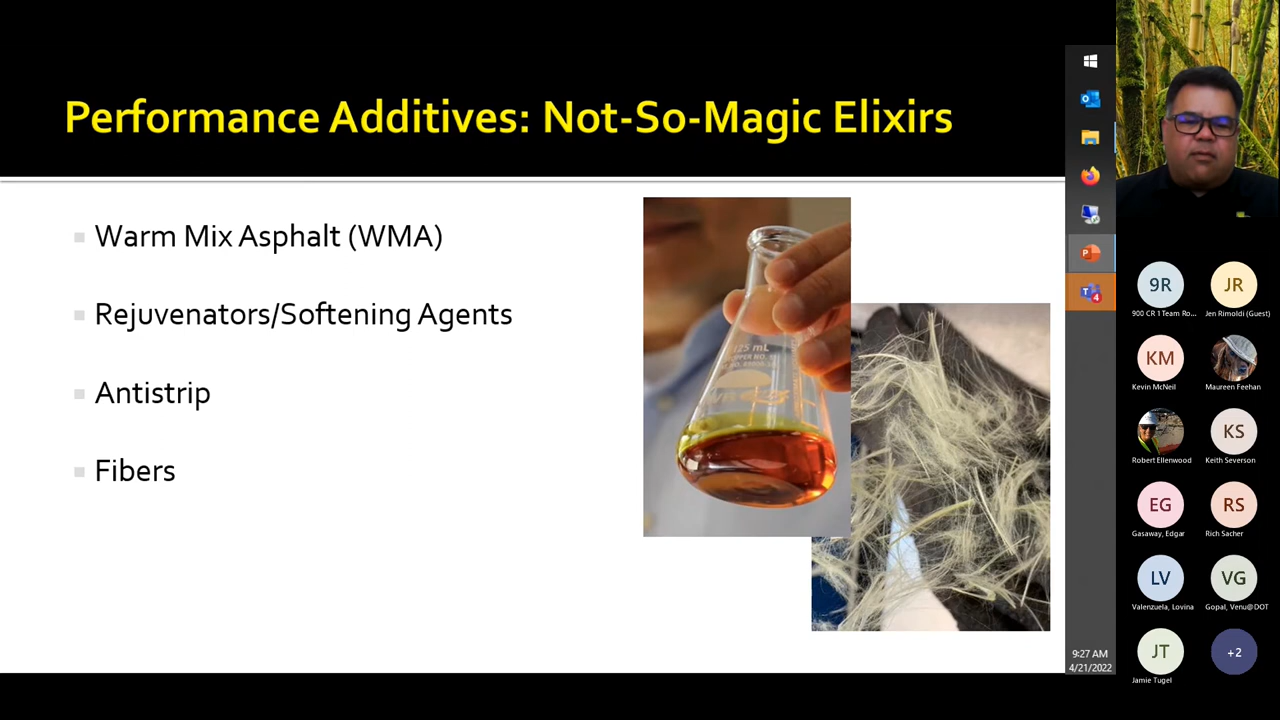 Performance Additives: Not-So-Magic Elixirs
Warm Mix Asphalt (WMA)
Rejuvenators/Softening Agents
Antistrip
Fibers
125 mL
9:27 AM
4/21/2022
9R
JR
900 CR 1 Team Ro...
Jen Rimoldi (Guest)
KM
Kevin McNeil
Maureen Feehan
KS
Robert Ellenwood
Keith Severson
EG
RS
Gasaway, Edgar
Rich Sacher
LV
VG
Valenzuela, Lovina
Gopal, Venu@DOT
JT
+2
Jamie Tugel